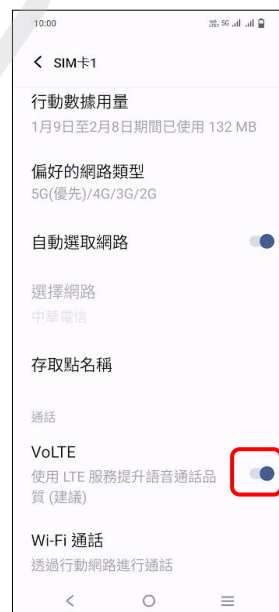 10:00
5G
SIM卡1
行動數據用量
1月9日至2月8日期間已使用 132 MB
偏好的網路類型
5G(優先)/4G/3G/2G
自動選取網路
選擇網路
中華電信
存取點名稱
通話
VoLTE
使用 LTE 服務提升語音通話品
質 (建議)
Wi-Fi 通話
透過行動網路進行通話